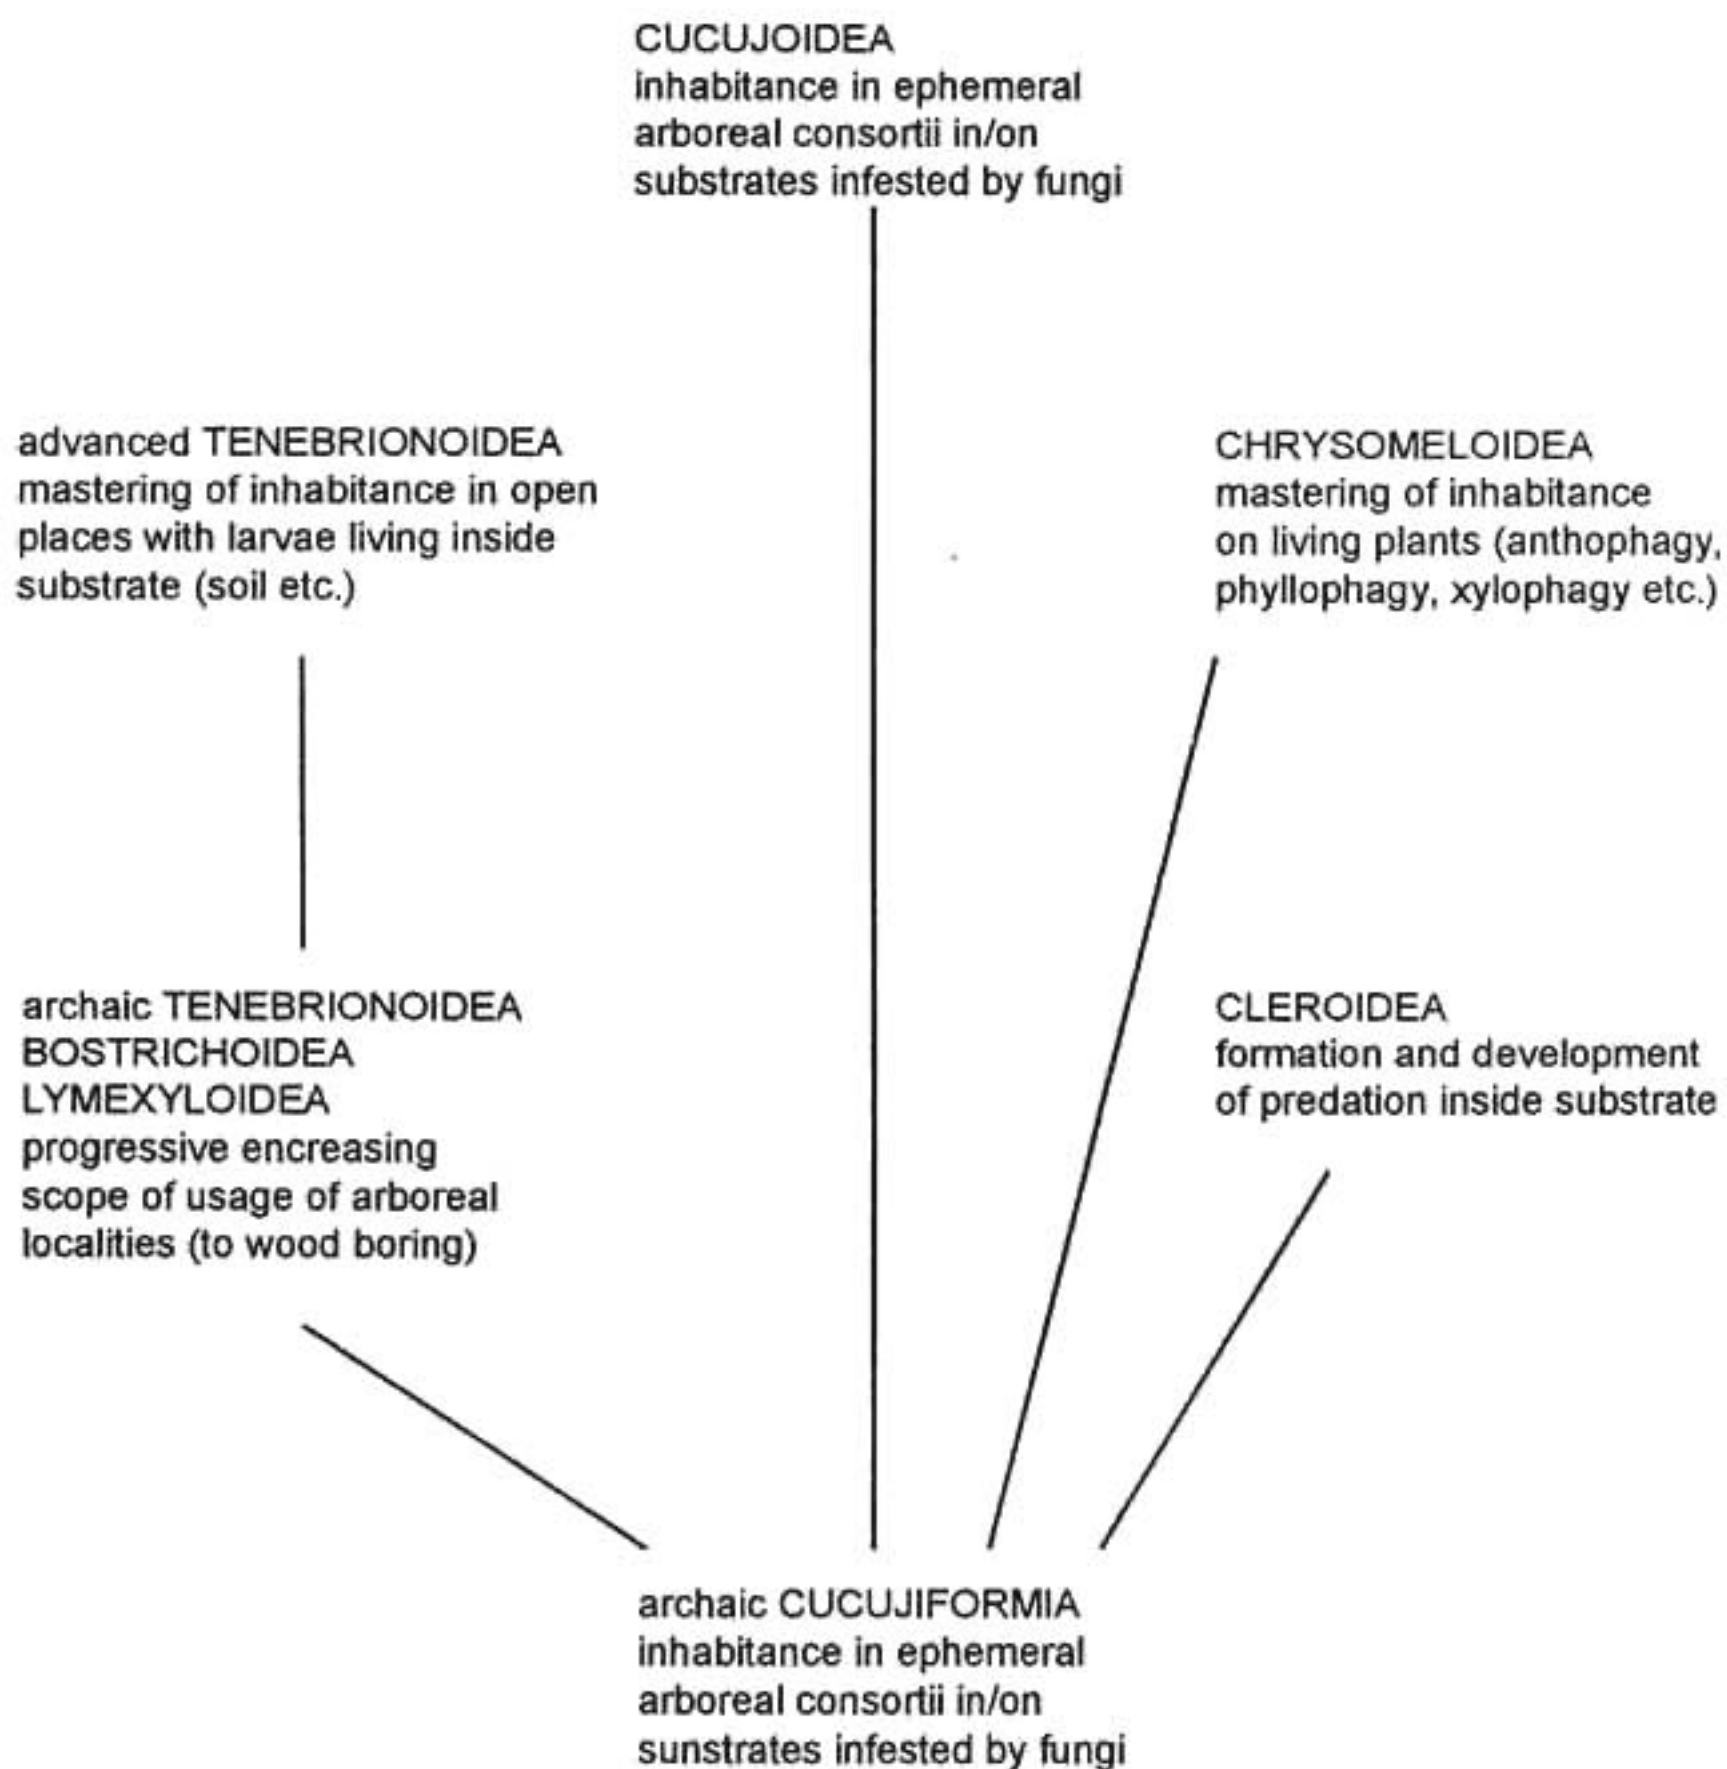 CUCUJOIDEA
inhabitance in ephemeral
arboreal consortii in/on
substrates infested by fungi
advanced TENEBRIONOIDEA
mastering of inhabitance in open
places with larvae living inside
substrate (soil etc.)
CHRYSOMELOIDEA
mastering of inhabitance
on living plants (anthophagy,
phyllophagy, xylophagy etc.)
archaic TENEBRIONOIDEA
BOSTRICHOIDEA
LYMEXYLOIDEA
progressive encreasing
scope of usage of arboreal
localities (to wood boring)
CLEROIDEA
formation and development
of predation inside substrate
archaic CUCUJIFORMIA
inhabitance in ephemeral
arboreal consortii in/on
sunstrates infested by fungi